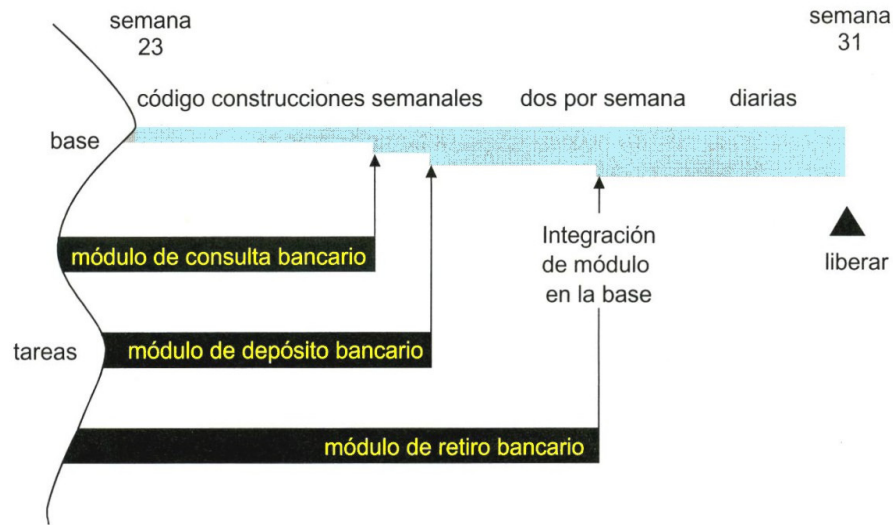 semana
23
semana
31
código construcciones semanales dos por semana diarias
base
módulo de consulta bancario
Integración
de módulo
en la base
liberar
tareas
módulo de depósito bancario
módulo de retiro bancario